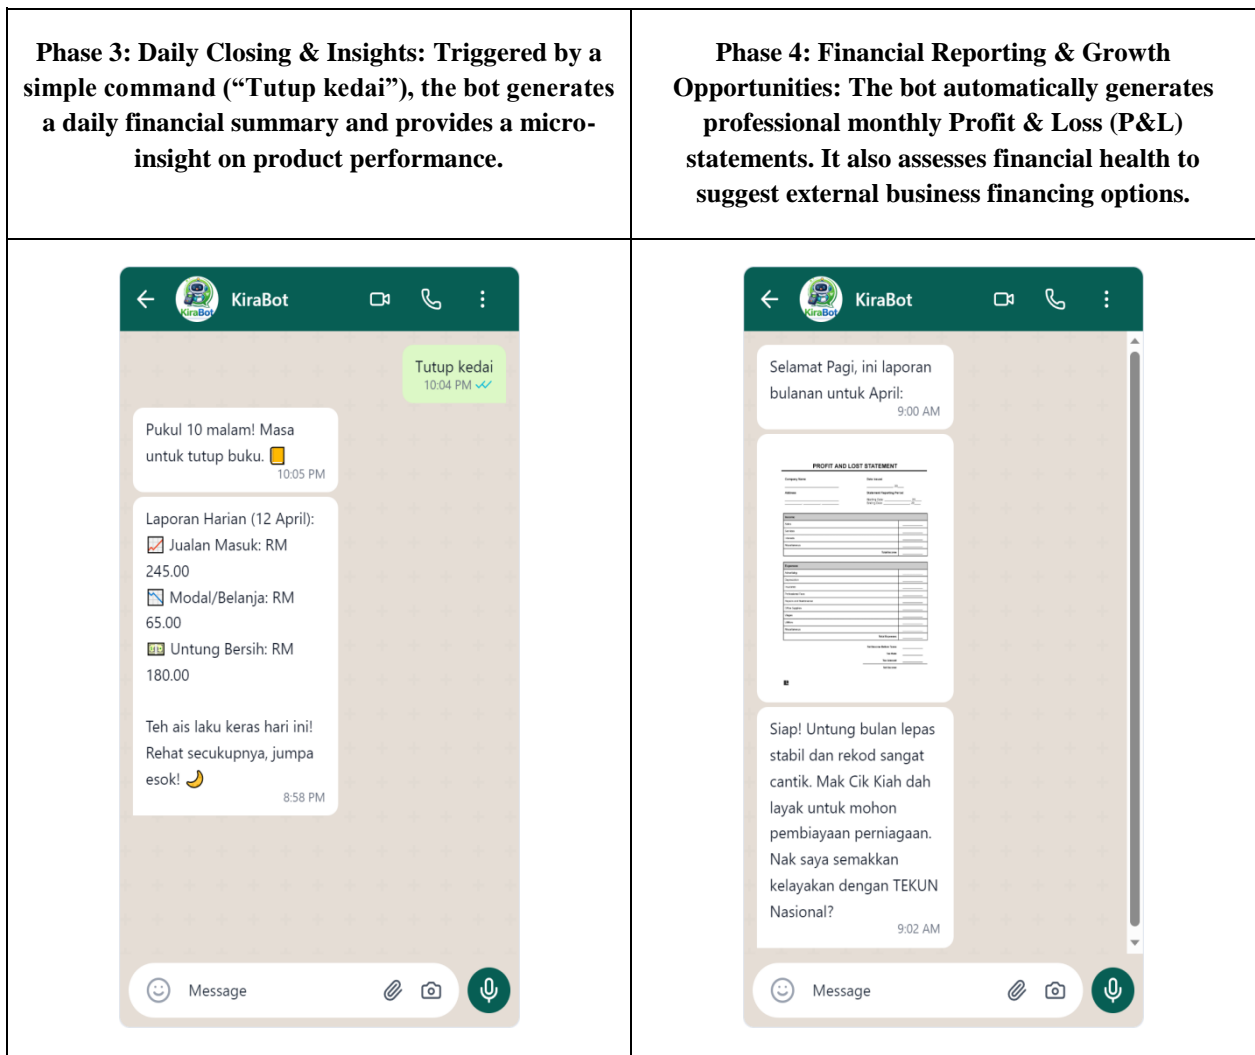 Phase 3: Daily Closing & Insights: Triggered by a
simple command (“Tutup kedai”), the bot generates
a daily financial summary and provides a micro-
insight on product performance.
Phase 4: Financial Reporting & Growth
Opportunities: The bot automatically generates
professional monthly Profit & Loss (P&L)
statements. It also assesses financial health to
suggest external business financing options.
KiraBot
KiraBot
Tutup kedai
10:04 PM
Pukul 10 malam! Masa
untuk tutup buku.
10:05 PM
Laporan Harian (12 April):
Jualan Masuk: RM
245.00
Modal/Belanja: RM
65.00
Untung Bersih: RM
180.00
Teh ais laku keras hari ini!
Rehat secukupnya, jumpa
esok!
8:58 PM
Message
KiraBot
KiraBot
Selamat Pagi, ini laporan
bulanan untuk April:
9:00 AM
PROFIT AND LOST STATEMENT
Company Name
Date Issued
Address
Expenses
Siap! Untung bulan lepas
stabil dan rekod sangat
cantik. Mak Cik Kiah dah
layak untuk mohon
pembiayaan perniagaan.
Nak saya semakkan
kelayakan dengan TEKUN
Nasional?
9:02 AM
Message